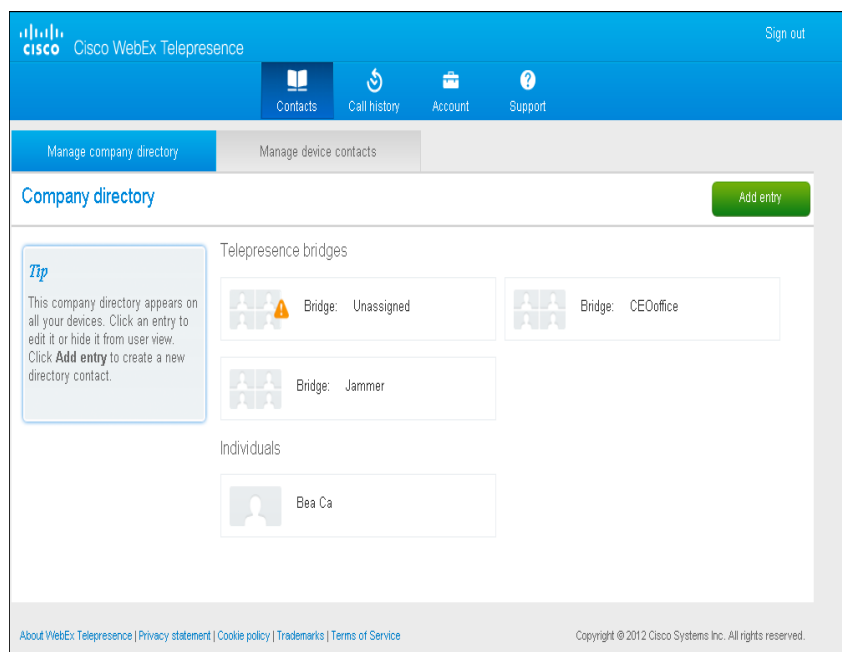 Sign out
CISCO Cisco WebEx Telepresence
Contacts Call history Account Support
Manage company directory Manage device contacts
Company directory
Add entry
Tip
This company directory appears on
all your devices. Click an entry to
edit it or hide it from user view.
Click Add entry to create a new
directory contact.
Telepresence bridges
Bridge: Unassigned
Bridge: CEOoffice
Bridge: Jammer
Individuals
Bea Ca
About WebEx Telepresence | Privacy statement | Cookie policy | Trademarks | Terms of Service
Copyright © 2012 Cisco Systems Inc. All rights reserved.